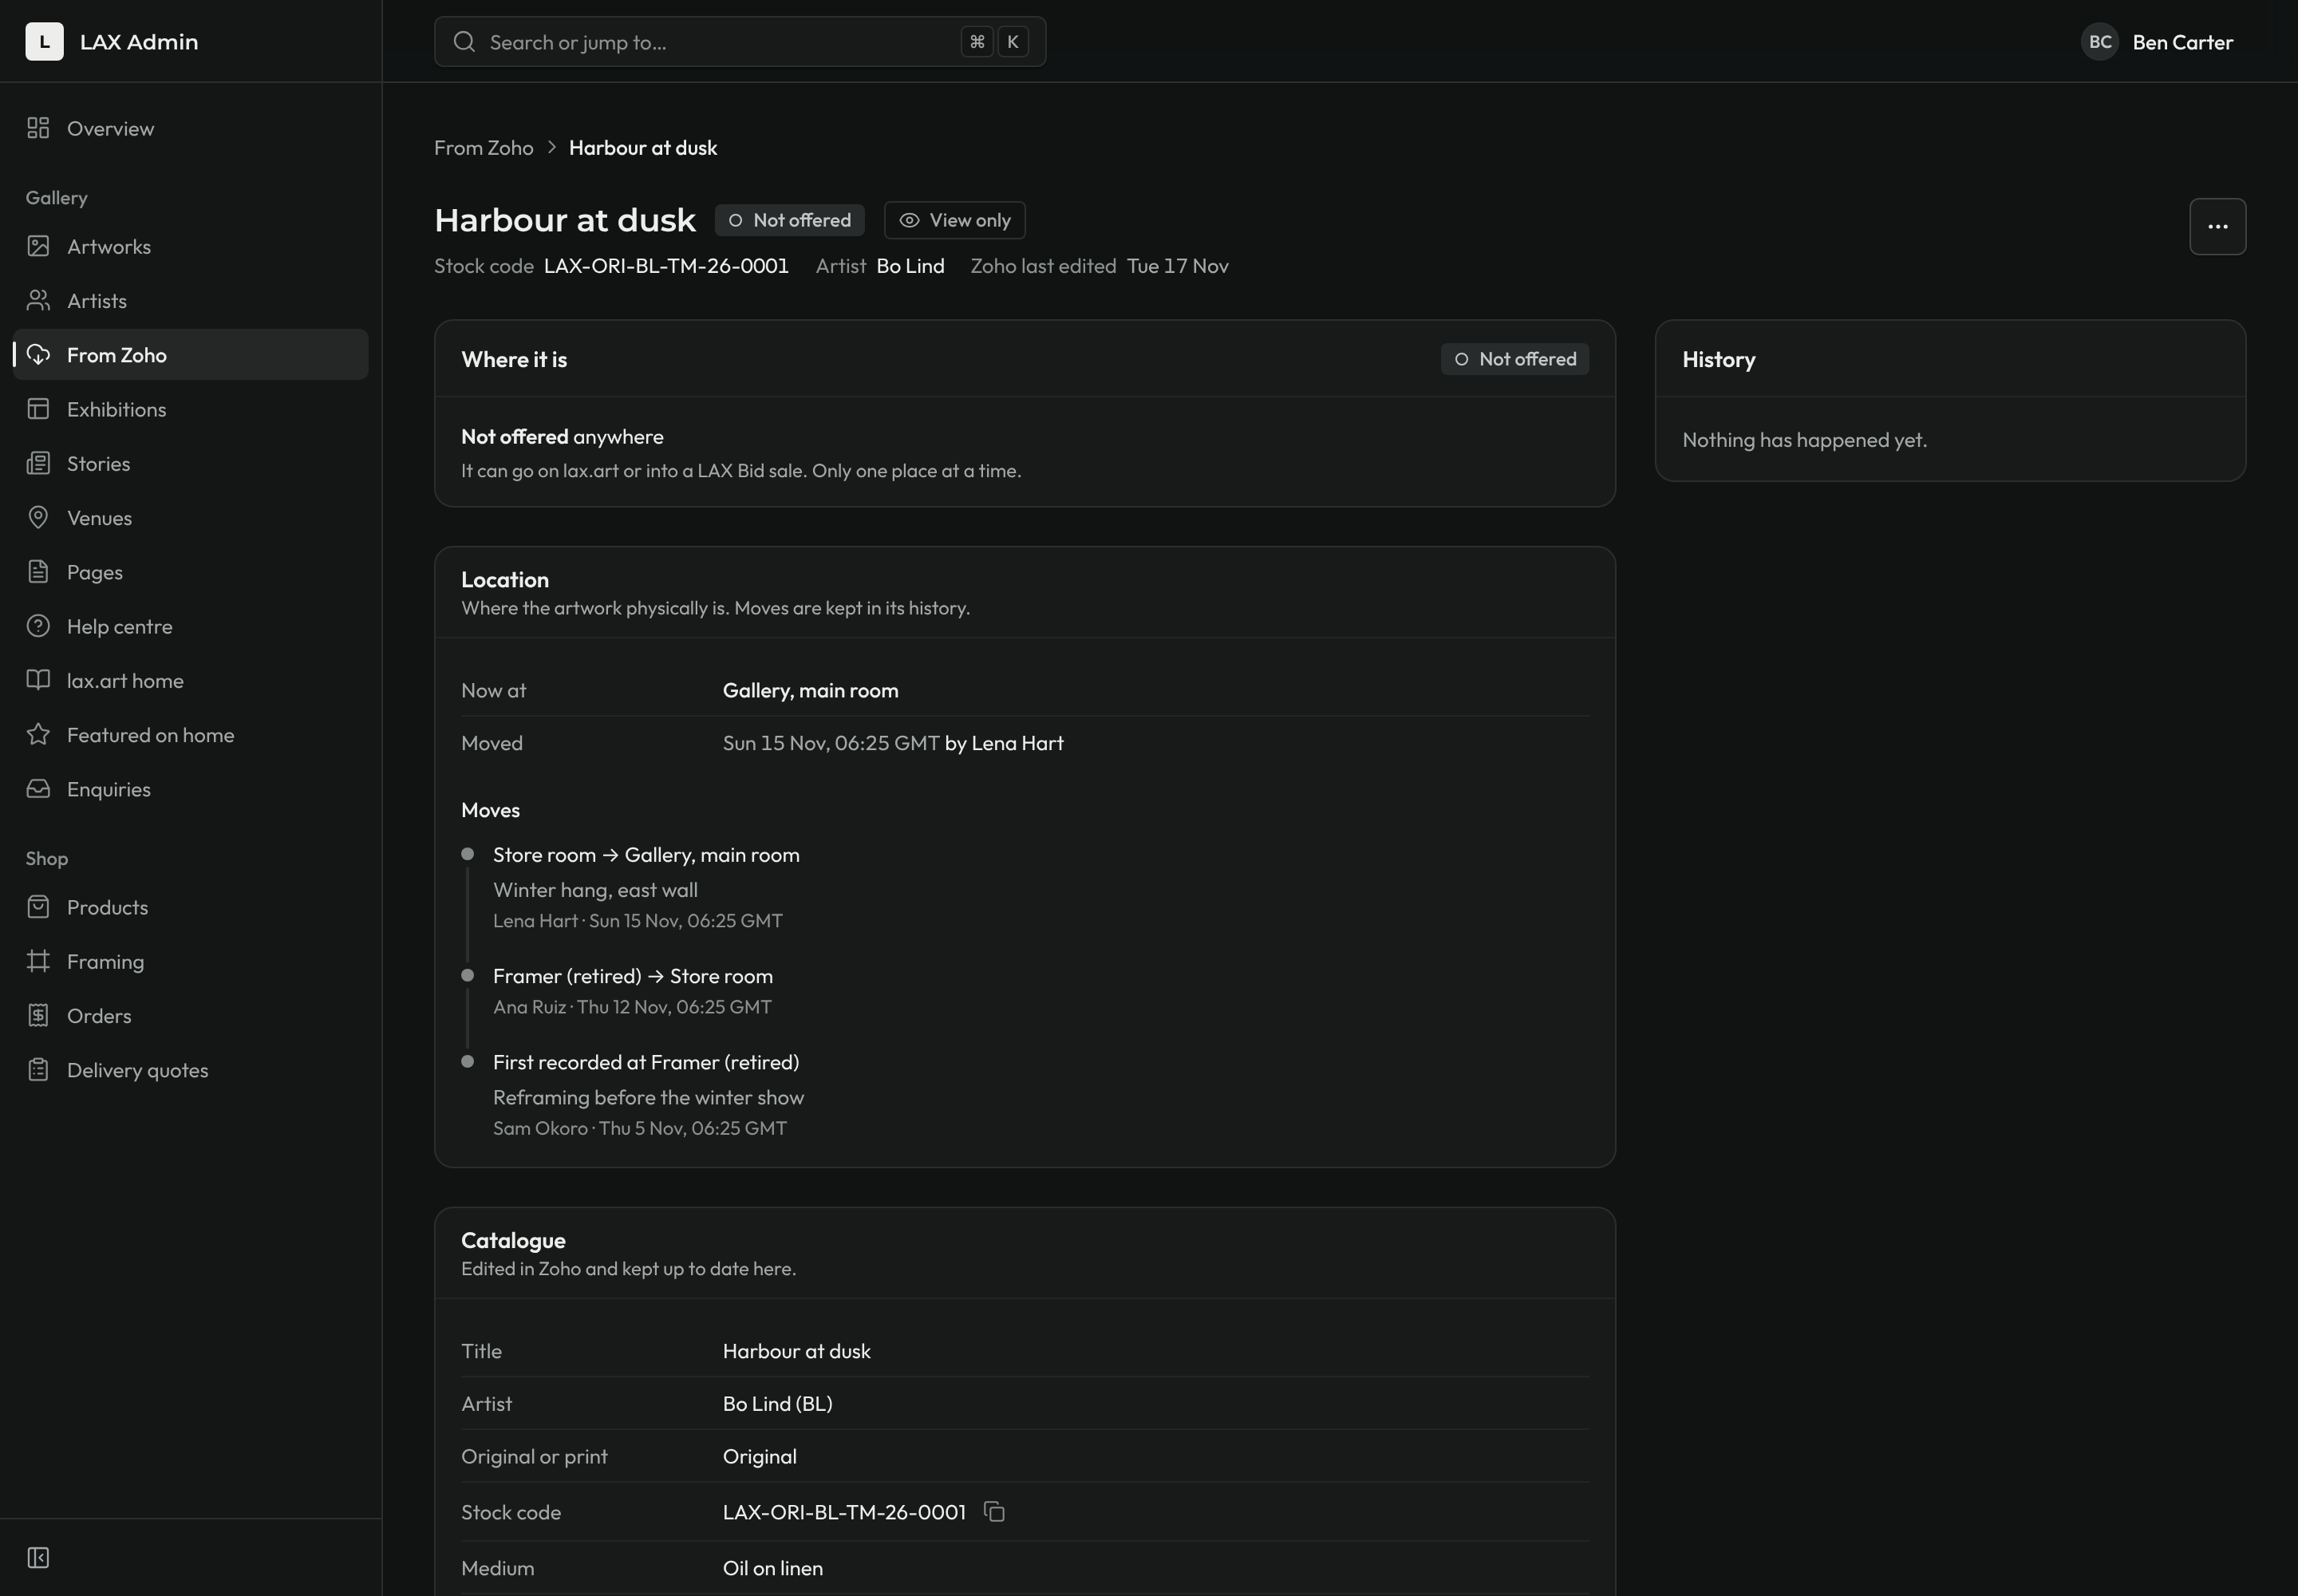 L LAX Admin
Search or jump to...
⌘ K
BC Ben Carter
Overview
Gallery
Artworks
Artists
From Zoho
Exhibitions
Stories
Venues
Pages
Help centre
lax.art home
Featured on home
Enquiries
Shop
Products
Framing
Orders
Delivery quotes
From Zoho > Harbour at dusk
Harbour at dusk Not offered View only
Stock code LAX-ORI-BL-TM-26-0001 Artist Bo Lind Zoho last edited Tue 17 Nov
Where it is Not offered
Not offered anywhere
It can go on lax.art or into a LAX Bid sale. Only one place at a time.
Location
Where the artwork physically is. Moves are kept in its history.
Now at Gallery, main room
Moved Sun 15 Nov, 06:25 GMT by Lena Hart
Moves
Store room → Gallery, main room
Winter hang, east wall
Lena Hart · Sun 15 Nov, 06:25 GMT
Framer (retired) → Store room
Ana Ruiz · Thu 12 Nov, 06:25 GMT
First recorded at Framer (retired)
Reframing before the winter show
Sam Okoro · Thu 5 Nov, 06:25 GMT
Catalogue
Edited in Zoho and kept up to date here.
Title Harbour at dusk
Artist Bo Lind (BL)
Original or print Original
Stock code LAX-ORI-BL-TM-26-0001
Medium Oil on linen
History
Nothing has happened yet.